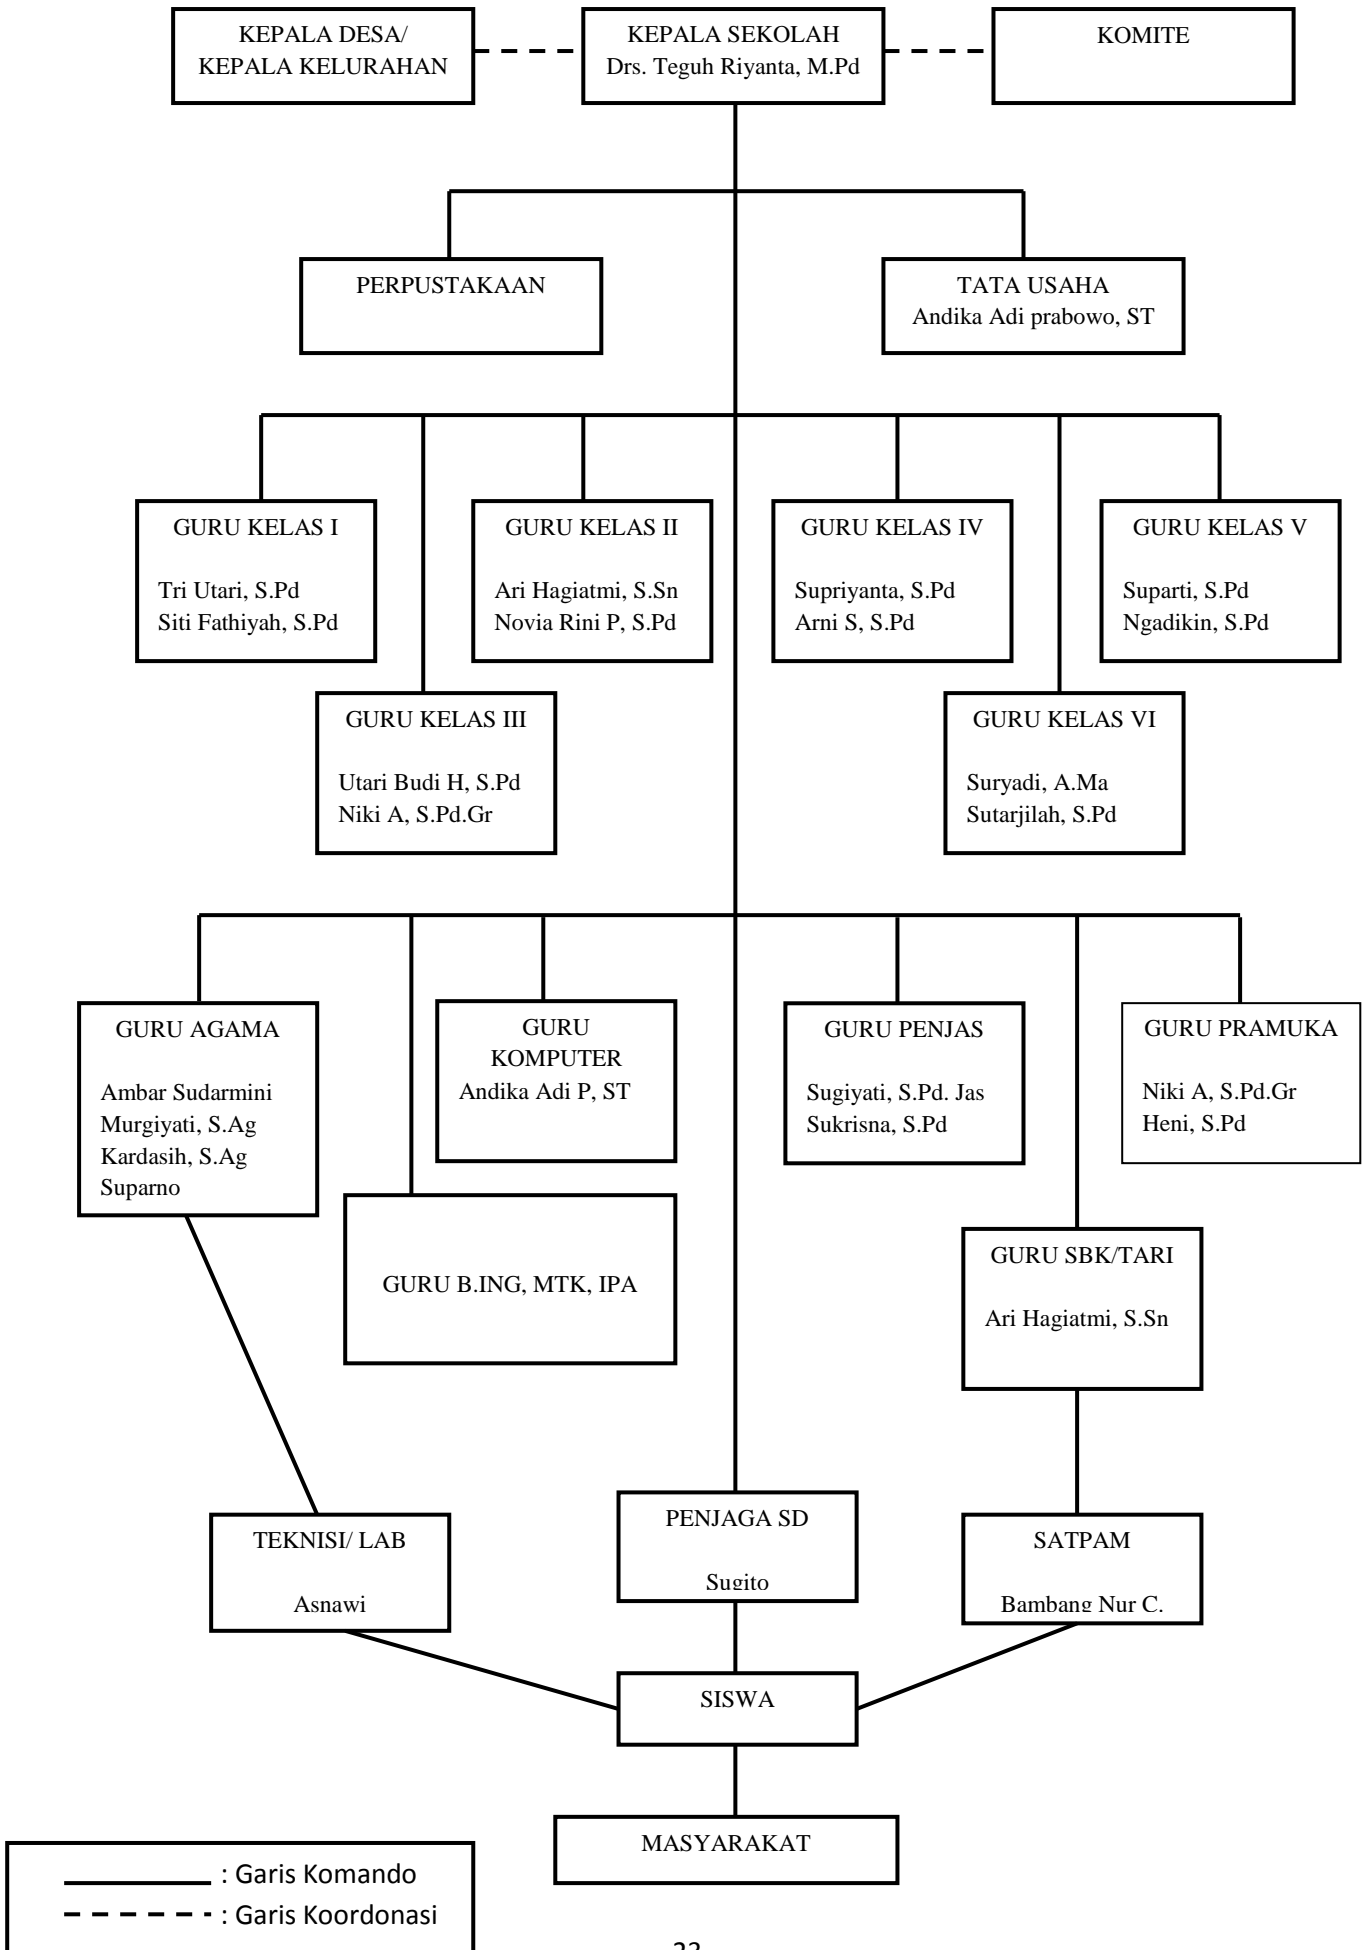 KEPALA DESA/
KEPALA KELURAHAN
KEPALA SEKOLAH
Drs. Teguh Riyanta, M.Pd
KOMITE
PERPUSTAKAAN
TATA USAHA
Andika Adi prabowo, ST
GURU KELAS I
Tri Utari, S.Pd
Siti Fathiyah, S.Pd
GURU KELAS II
Ari Hagiatmi, S.Sn
Novia Rini P, S.Pd
GURU KELAS IV
Supriyanta, S.Pd
Arni S, S.Pd
GURU KELAS V
Suparti, S.Pd
Ngadikin, S.Pd
GURU KELAS III
Utari Budi H, S.Pd
Niki A, S.Pd.Gr
GURU KELAS VI
Suryadi, A.Ma
Sutarjilah, S.Pd
GURU AGAMA
Ambar Sudarmini
Murgiyati, S.Ag
Kardasih, S.Ag
Suparno
GURU
KOMPUTER
Andika Adi P, ST
GURU PENJAS
Sugiyati, S.Pd. Jas
Sukrisna, S.Pd
GURU PRAMUKA
Niki A, S.Pd.Gr
Heni, S.Pd
GURU B.ING, MTK, IPA
GURU SBK/TARI
Ari Hagiatmi, S.Sn
TEKNISI/ LAB
Asnawi
PENJAGA SD
Sugito
SATPAM
Bambang Nur C.
SISWA
MASYARAKAT
: Garis Komando
: Garis Koordonasi